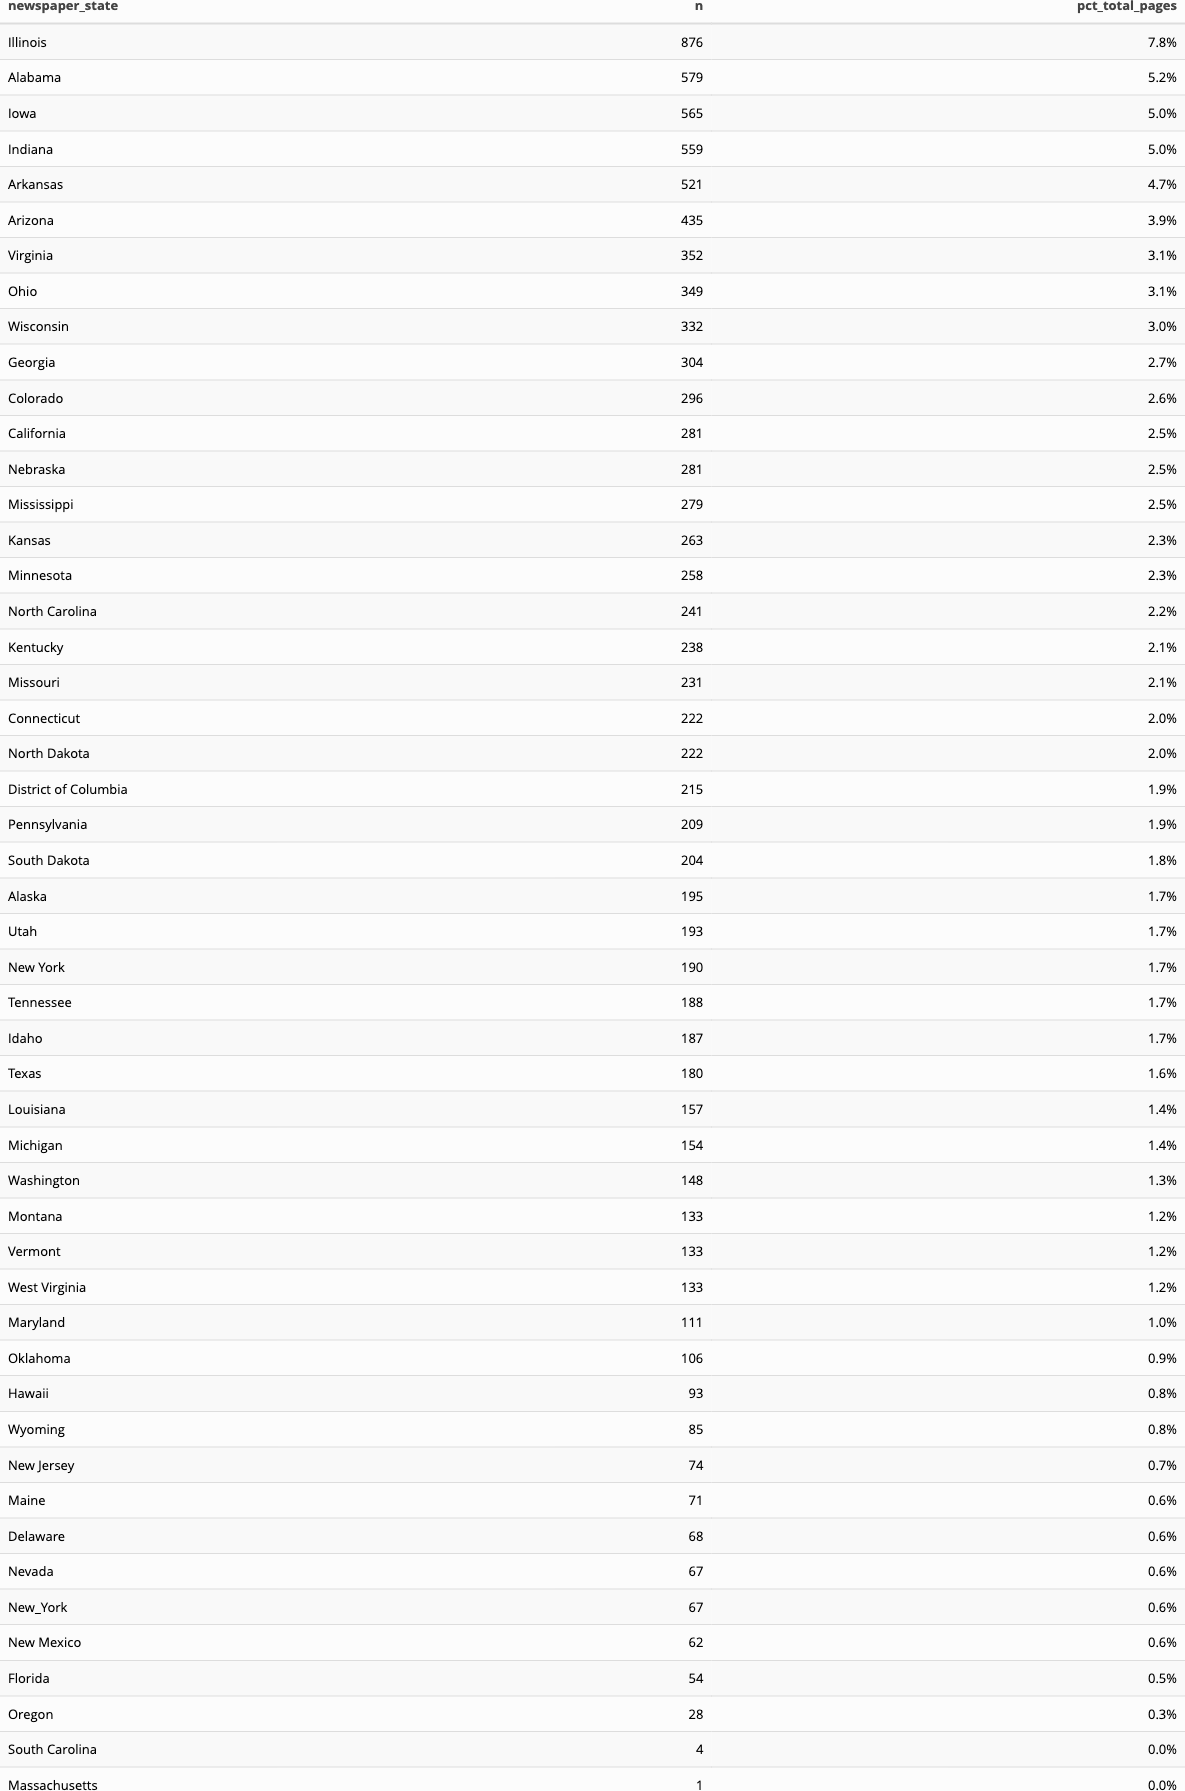 newspaper_state n pct_total_pages
Illinois 876 7.8%
Alabama 579 5.2%
Iowa 565 5.0%
Indiana 559 5.0%
Arkansas 521 4.7%
Arizona 435 3.9%
Virginia 352 3.1%
Ohio 349 3.1%
Wisconsin 332 3.0%
Georgia 304 2.7%
Colorado 296 2.6%
California 281 2.5%
Nebraska 281 2.5%
Mississippi 279 2.5%
Kansas 263 2.3%
Minnesota 258 2.3%
North Carolina 241 2.2%
Kentucky 238 2.1%
Missouri 231 2.1%
Connecticut 222 2.0%
North Dakota 222 2.0%
District of Columbia 215 1.9%
Pennsylvania 209 1.9%
South Dakota 204 1.8%
Alaska 195 1.7%
Utah 193 1.7%
New York 190 1.7%
Tennessee 188 1.7%
Idaho 187 1.7%
Texas 180 1.6%
Louisiana 157 1.4%
Michigan 154 1.4%
Washington 148 1.3%
Montana 133 1.2%
Vermont 133 1.2%
West Virginia 133 1.2%
Maryland 111 1.0%
Oklahoma 106 0.9%
Hawaii 93 0.8%
Wyoming 85 0.8%
New Jersey 74 0.7%
Maine 71 0.6%
Delaware 68 0.6%
Nevada 67 0.6%
New_York 67 0.6%
New Mexico 62 0.6%
Florida 54 0.5%
Oregon 28 0.3%
South Carolina 4 0.0%
Massachusetts 1 0.0%